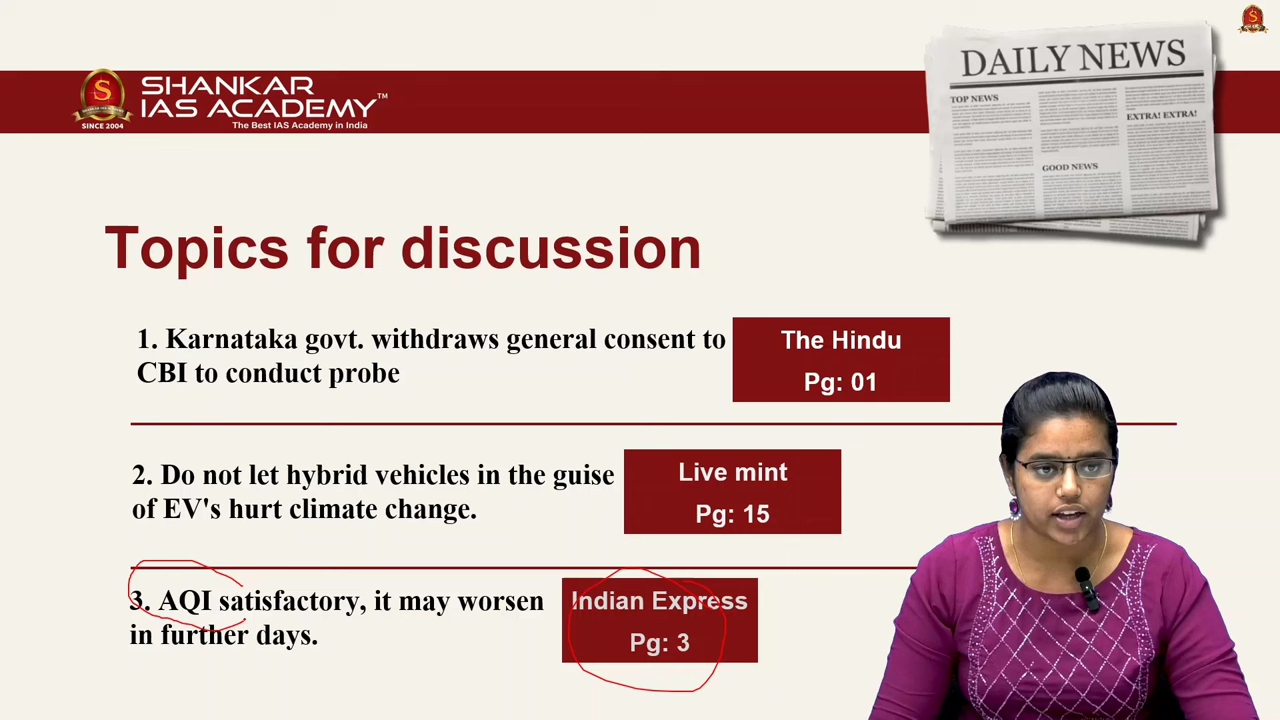 SHANKAR
IAS ACADEMY™
The Best IAS Academy in India
SINCE 2004
DAILY NEWS
TOP NEWS
EXTRA! EXTRA!
GOOD NEWS
Topics for discussion
1. Karnataka govt. withdraws general consent to
CBI to conduct probe
The Hindu
Pg: 01
2. Do not let hybrid vehicles in the guise
of EV's hurt climate change.
Live mint
Pg: 15
3. AQI satisfactory, it may worsen
in further days.
Indian Express
Pg: 3